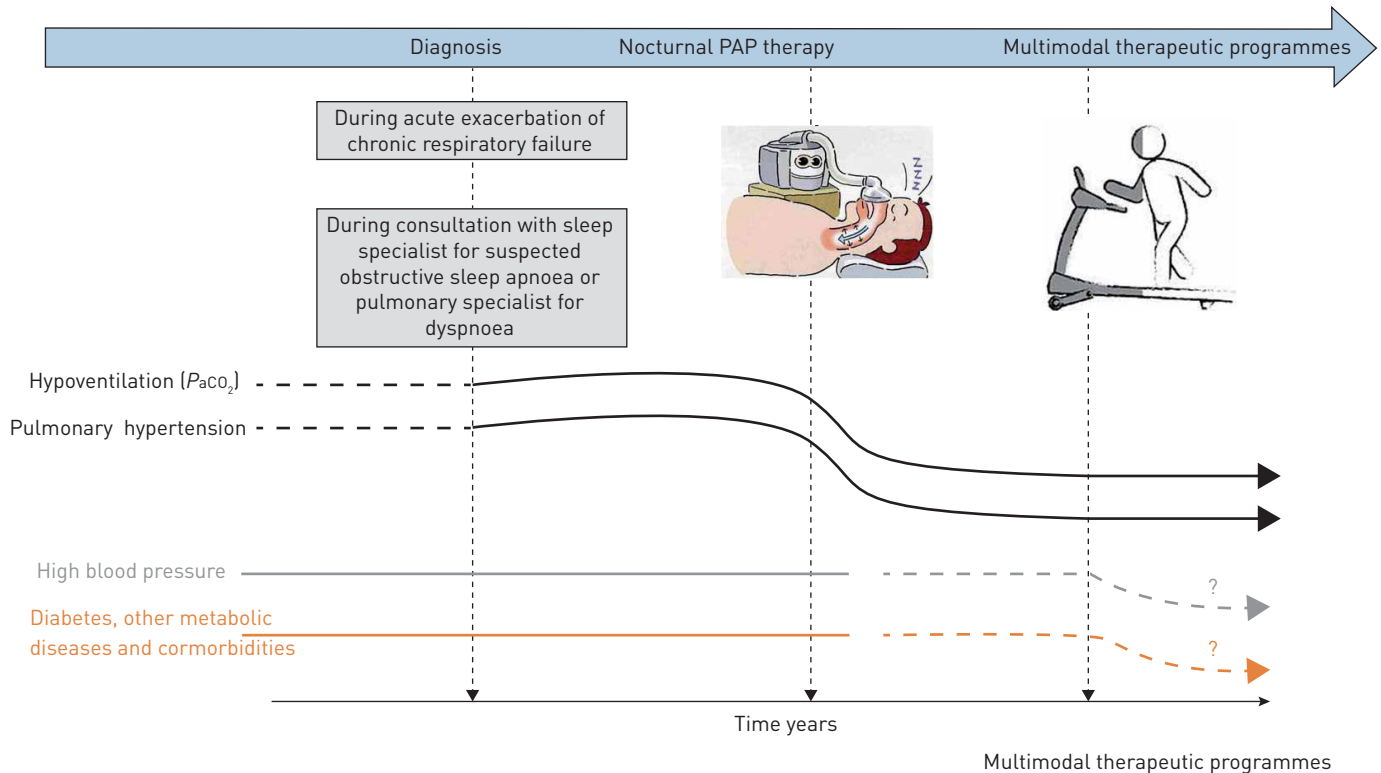 Diagnosis
Nocturnal PAP therapy
Multimodal therapeutic programmes
During acute exacerbation of
chronic respiratory failure
During consultation with sleep
specialist for suspected
obstructive sleep apnoea or
pulmonary specialist for
dyspnoea
ZZZ
Hypoventilation (PaCO2)
Pulmonary hypertension
High blood pressure
?
Diabetes, other metabolic
diseases and cormorbidities
?
Time years
Multimodal therapeutic programmes